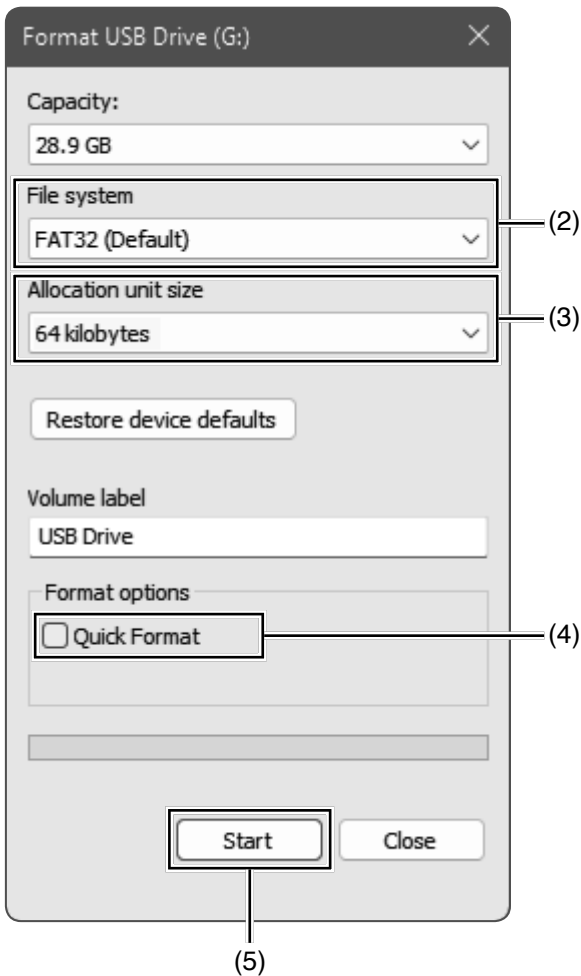 Format USB Drive (G:)
Capacity:
28.9 GB
File system
FAT32 (Default)
(2)
Allocation unit size
64 kilobytes
(3)
Restore device defaults
Volume label
USB Drive
Format options
Quick Format
(4)
Start
Close
(5)